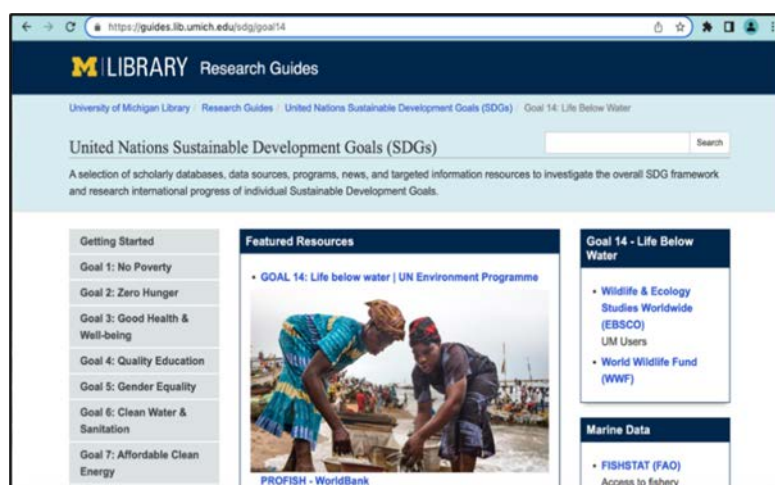 https://guides.lib.umich.edu/sdg/goal14
M LIBRARY Research Guides
University of Michigan Library / Research Guides / United Nations Sustainable Development Goals (SDGs) / Goal 14: Life Below Water
United Nations Sustainable Development Goals (SDGs)
Search
A selection of scholarly databases, data sources, programs, news, and targeted information resources to investigate the overall SDG framework
and research international progress of individual Sustainable Development Goals.
Getting Started
Goal 1: No Poverty
Goal 2: Zero Hunger
Goal 3: Good Health &
Well-being
Goal 4: Quality Education
Goal 5: Gender Equality
Goal 6: Clean Water &
Sanitation
Goal 7: Affordable Clean
Energy
Featured Resources
• GOAL 14: Life below water | UN Environment Programme
PROFISH - WorldBank
Goal 14 - Life Below
Water
• Wildlife & Ecology
Studies Worldwide
(EBSCO)
UM Users
• World Wildlife Fund
(WWF)
Marine Data
• FISHSTAT (FAO)
Access to fishery